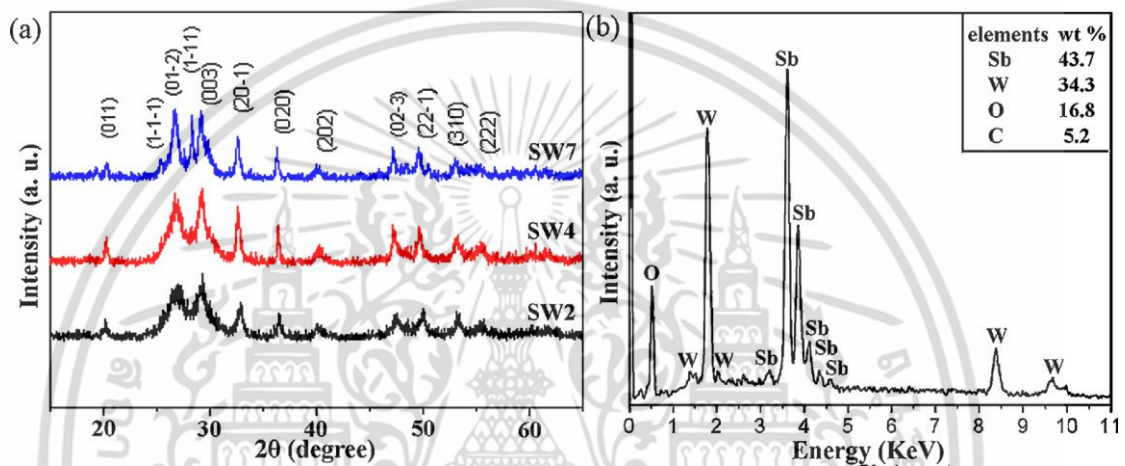 (a)
(011)
(1-1-1)
(01-2)
(1-11)
(003)
(20-1)
(020)
(202)
(02-3)
(22-1)
(310)
(222)
SW7
SW4
SW2
Intensity (a. u.)
20 30 40 50 60
2θ (degree)
(b)
elements wt %
Sb 43.7
W 34.3
O 16.8
C 5.2
O
W
W
W
Sb
Sb
Sb
Sb
Sb
Sb
W
W
Intensity (a. u.)
0 1 2 3 4 5 6 7 8 9 10 11
Energy (KeV)